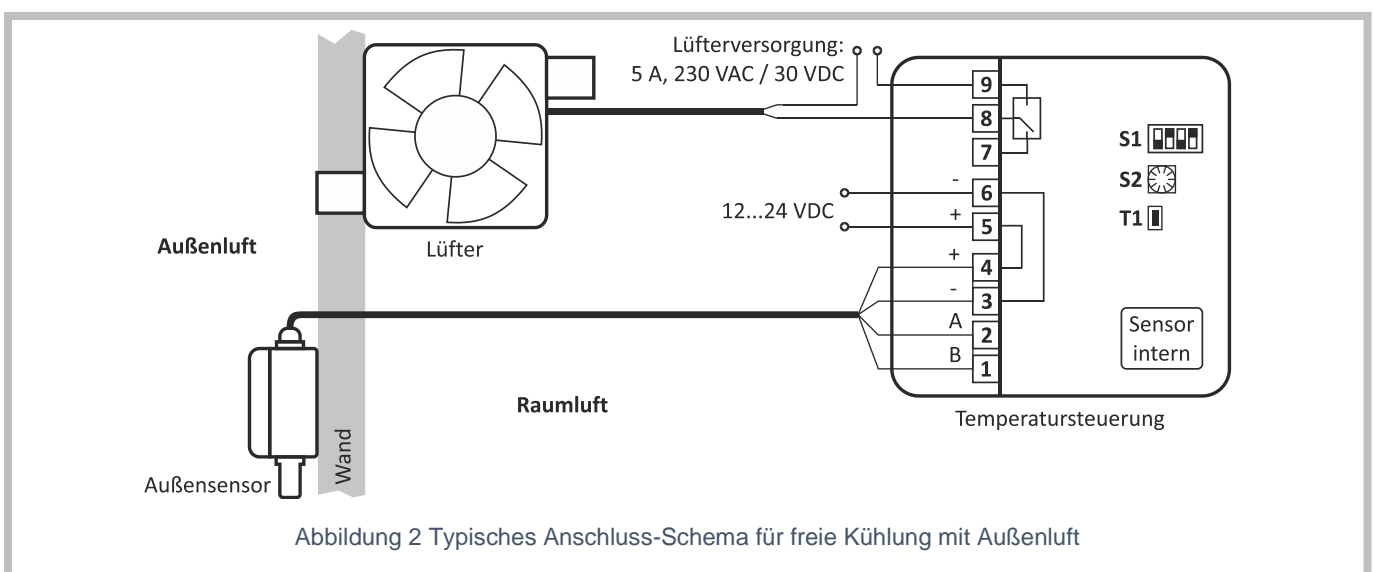 Lüfterversorgung:
5 A, 230 VAC / 30 VDC
9
8
7
S1
S2
T1
-
6
12...24 VDC
+
5
Außenluft
Lüfter
+
4
-
3
A
2
B
1
Sensor
intern
Raumluft
Temperatursteuerung
Wand
Außensensor
Abbildung 2 Typisches Anschluss-Schema für freie Kühlung mit Außenluft